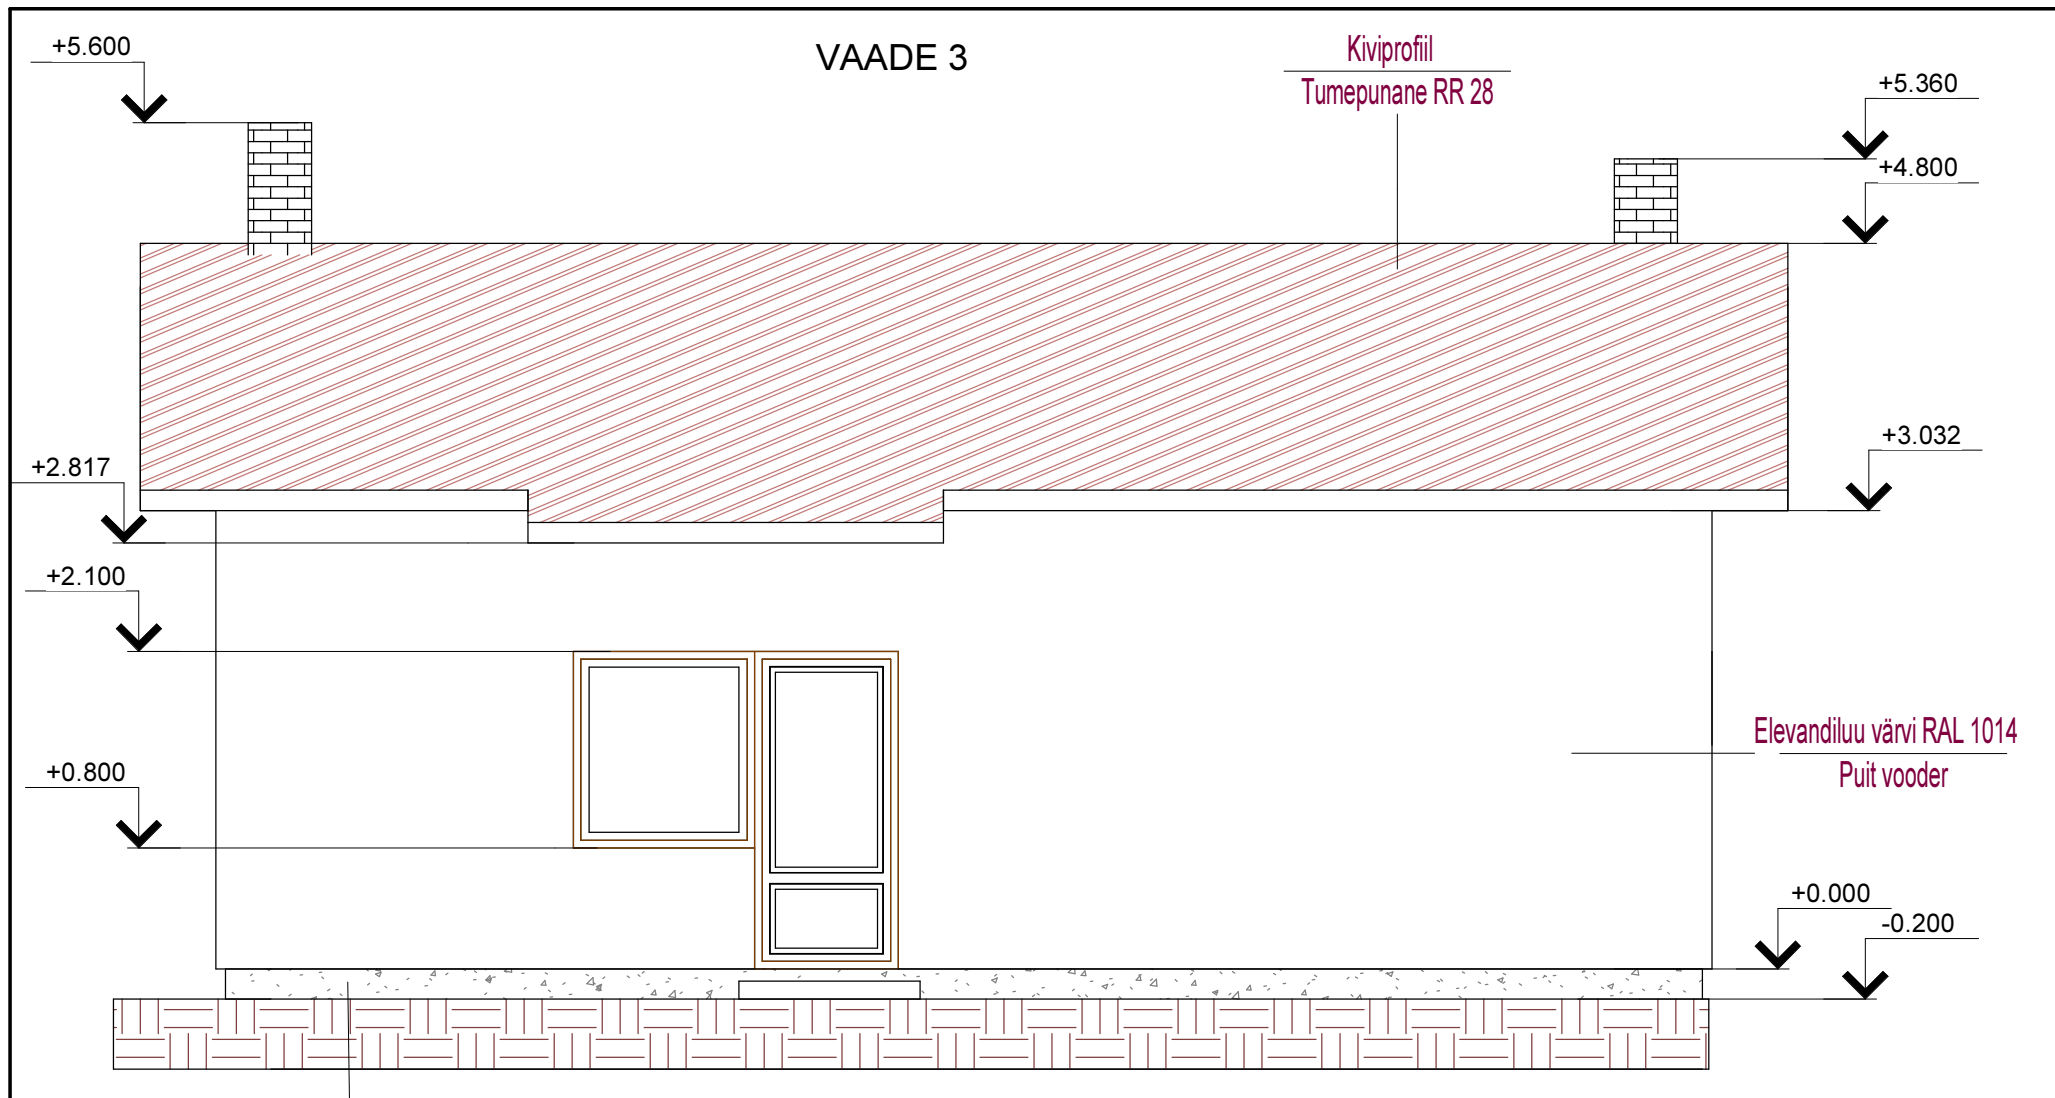 VAADE 3
+5.600
Kiviprofiil
Tumepunane RR 28
+5.360
+4.800
+3.032
+2.817
+2.100
Elevandiluu värvi RAL 1014
Puit vooder
+0.800
+0.000
-0.200